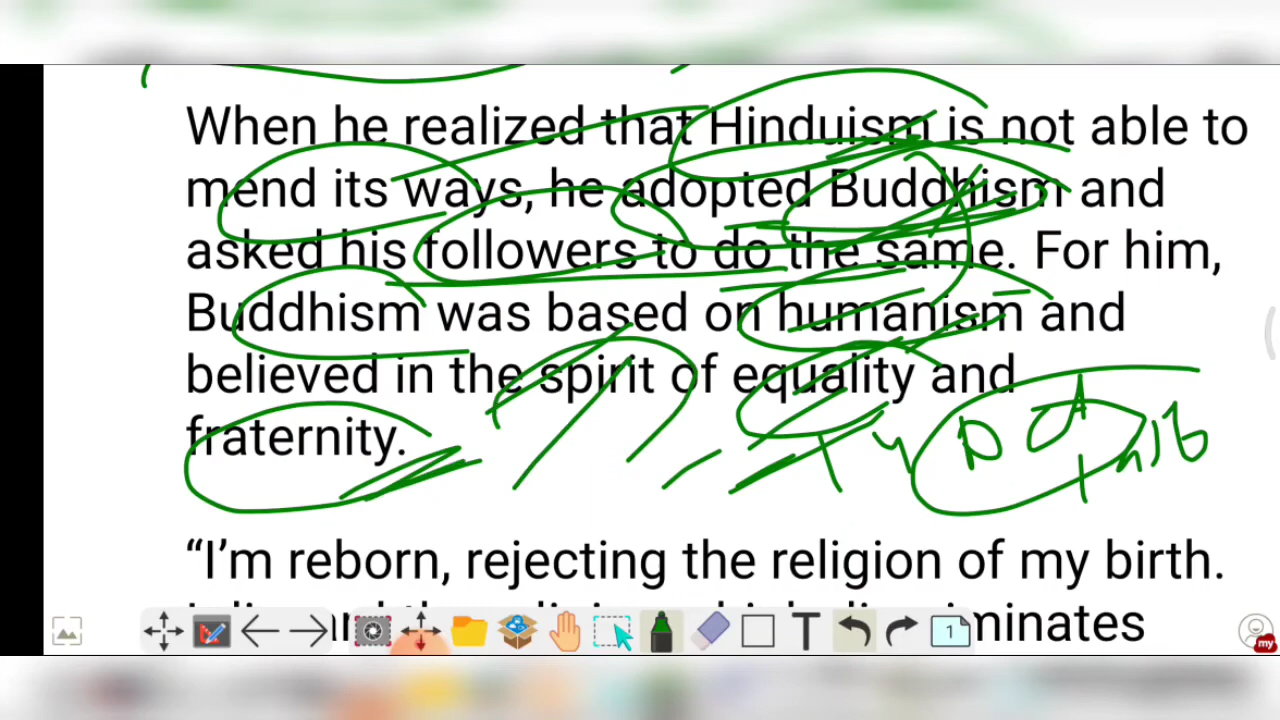 When he realized that Hinduism is not able to
mend its ways, he adopted Buddhism and
asked his followers to do the same. For him,
Buddhism was based on humanism and
believed in the spirit of equality and
fraternity.
“I’m reborn, rejecting the religion of my birth.
minates
T
1
my